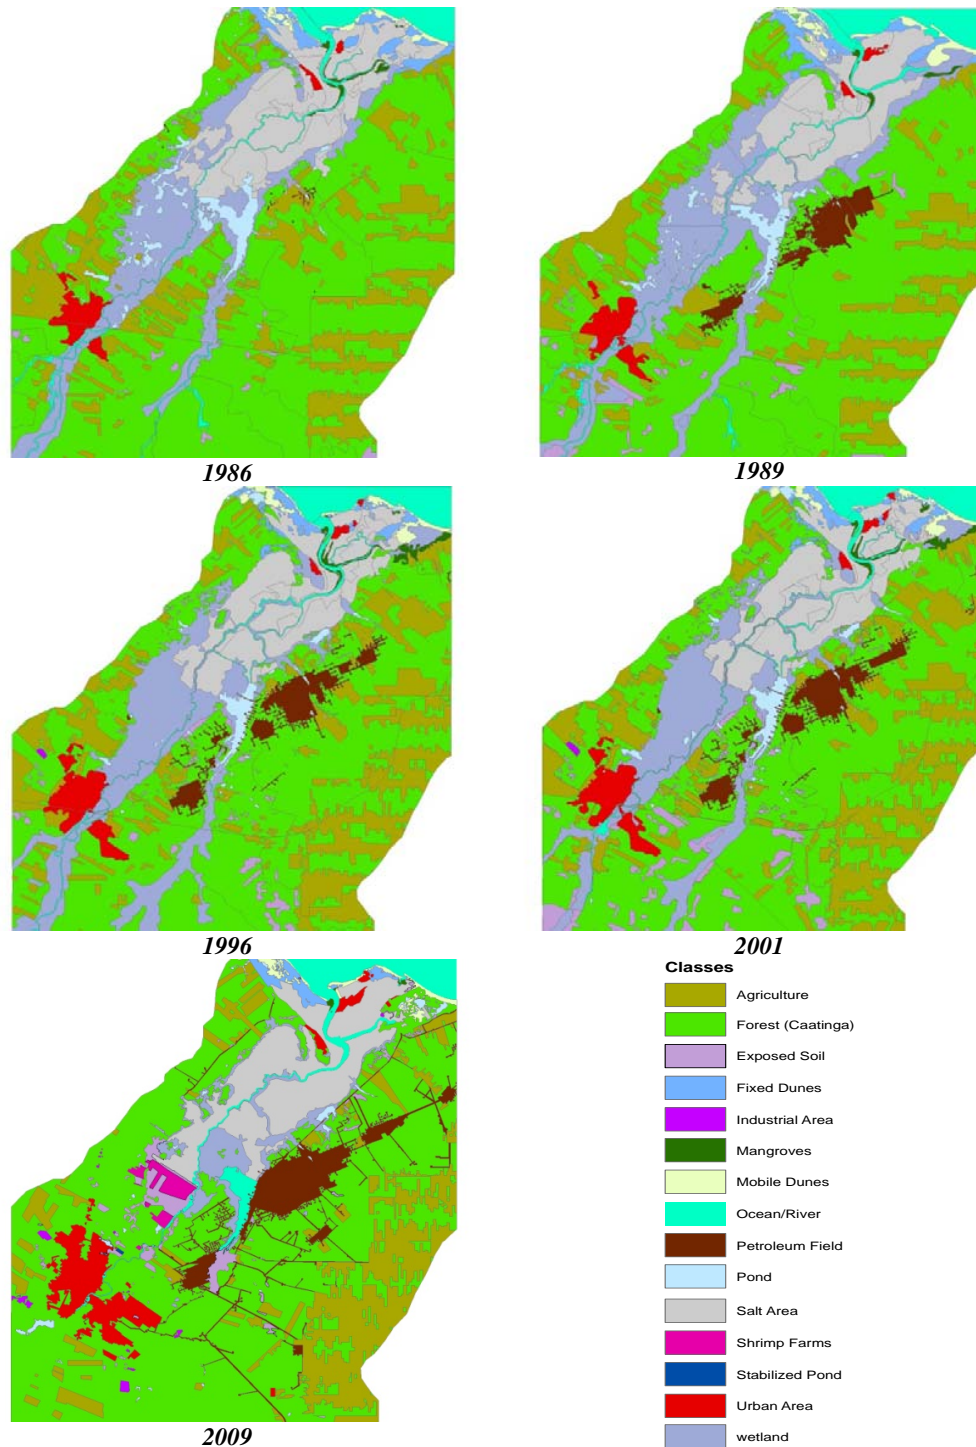 1986
1989
1996
2001
2009
Classes
Agriculture
Forest (Caatinga)
Exposed Soil
Fixed Dunes
Industrial Area
Mangroves
Mobile Dunes
Ocean/River
Petroleum Field
Pond
Salt Area
Shrimp Farms
Stabilized Pond
Urban Area
wetland